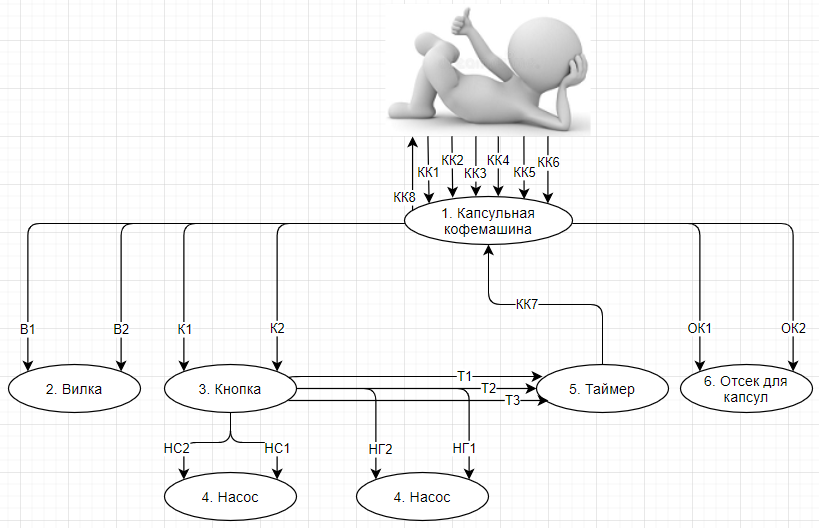 КК1
КК2
КК3
КК4
КК5
КК6
КК8
1. Капсульная
кофемашина
КК7
В1
В2
К1
К2
ОК1
ОК2
2. Вилка
3. Кнопка
Т1
Т2
Т3
5. Таймер
6. Отсек для
капсул
НС2
НС1
НГ2
НГ1
4. Насос
4. Насос